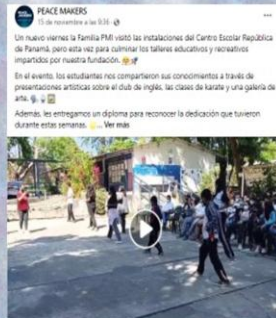 PEACE MAKERS
15 de noviembre a las 9:36 ·
Un nuevo viernes la Familia PMI visitó las instalaciones del Centro Escolar República
de Panamá, pero esta vez para culminar los talleres educativos y recreativos
impartidos por nuestra fundación.
En el evento, los estudiantes nos compartieron sus conocimientos a través de
presentaciones artísticas sobre el club de inglés, las clases de karate y una galería de
arte.
Además, les entregamos un diploma para reconocer la dedicación que tuvieron
durante estas semanas. ... Ver más